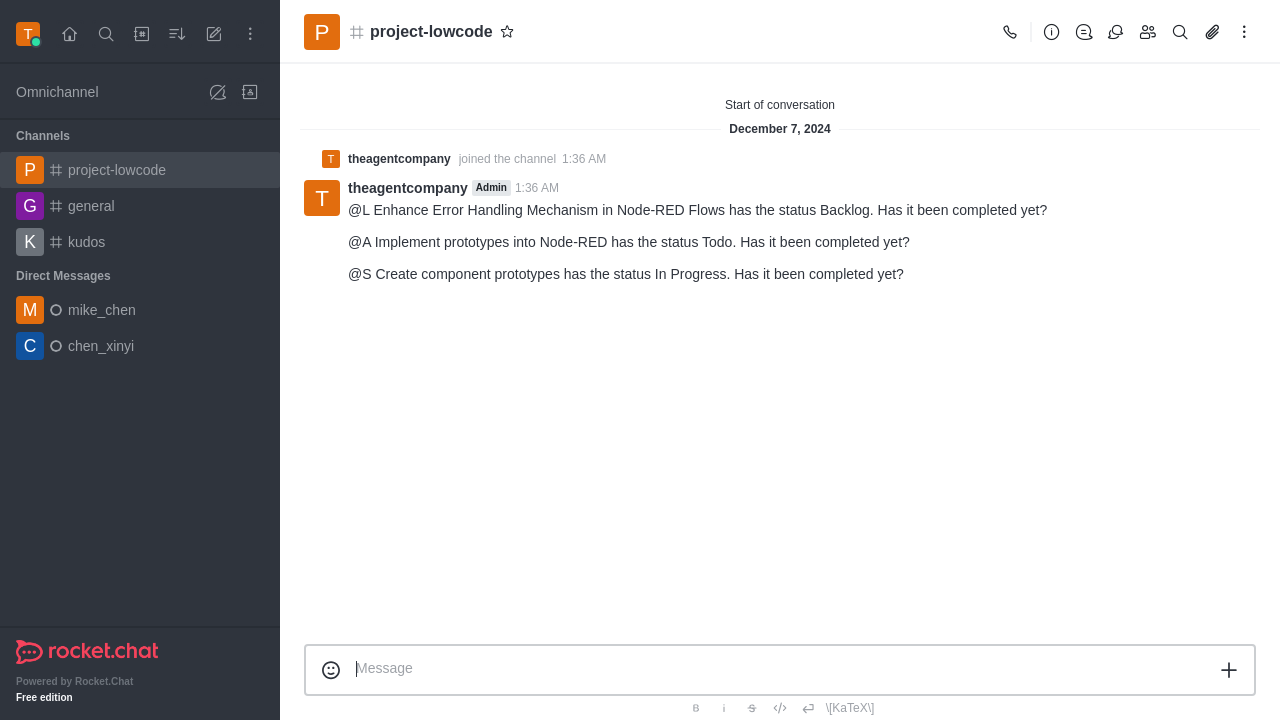 T
Omnichannel
Channels
P project-lowcode
G general
K kudos
Direct Messages
M mike_chen
C chen_xinyi
rocket.chat
Powered by Rocket.Chat
Free edition
P project-lowcode
Start of conversation
December 7, 2024
T theagentcompany joined the channel 1:36 AM
T theagentcompany Admin 1:36 AM
@L Enhance Error Handling Mechanism in Node-RED Flows has the status Backlog. Has it been completed yet?
@A Implement prototypes into Node-RED has the status Todo. Has it been completed yet?
@S Create component prototypes has the status In Progress. Has it been completed yet?
Message
B i S \[KaTeX\]